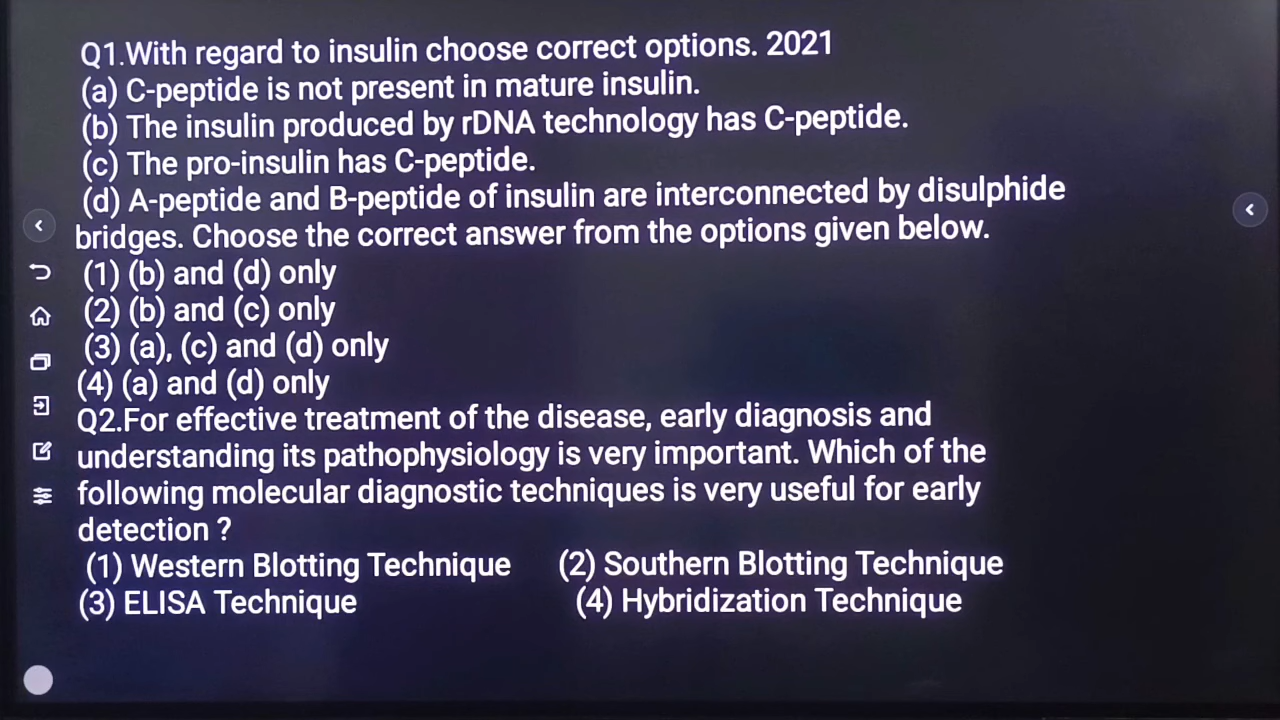 Q1.With regard to insulin choose correct options. 2021
(a) C-peptide is not present in mature insulin.
(b) The insulin produced by rDNA technology has C-peptide.
(c) The pro-insulin has C-peptide.
(d) A-peptide and B-peptide of insulin are interconnected by disulphide
bridges. Choose the correct answer from the options given below.
(1) (b) and (d) only
(2) (b) and (c) only
(3) (a), (c) and (d) only
(4) (a) and (d) only
Q2.For effective treatment of the disease, early diagnosis and
understanding its pathophysiology is very important. Which of the
following molecular diagnostic techniques is very useful for early
detection ?
(1) Western Blotting Technique (2) Southern Blotting Technique
(3) ELISA Technique (4) Hybridization Technique